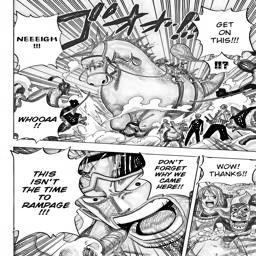 GET
ON
THIS!!!
NEEEIGH
!!!
ゴオオオ!!
!!?
WHOOAA
!!
WOW!
THANKS!!
DON'T
FORGET
WHY WE
CAME
HERE!!
THIS
ISN'T
THE TIME
TO
RAMPAGE
!!!